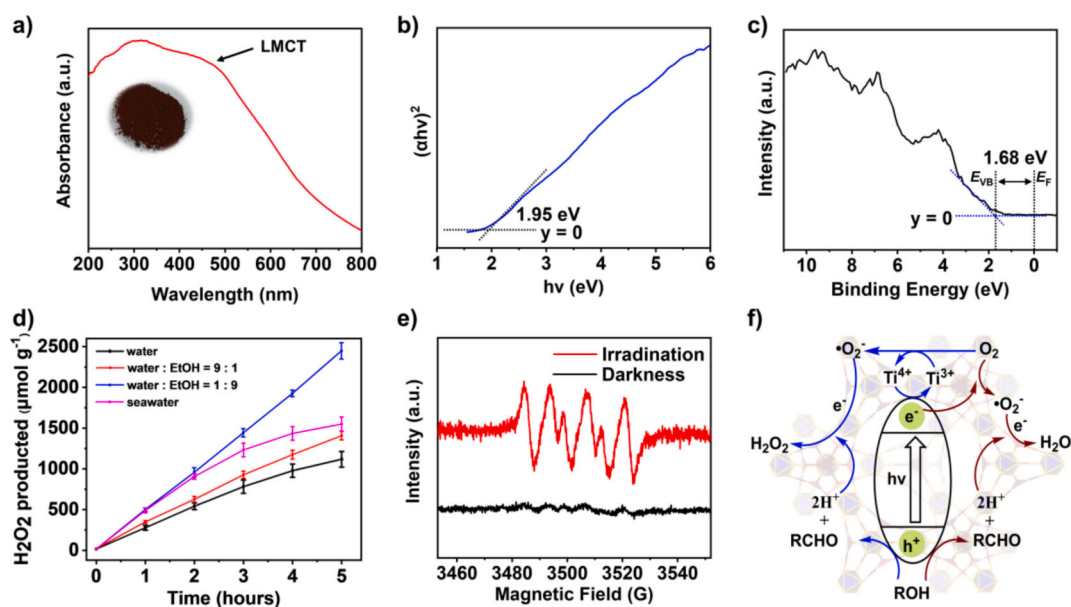 a)
LMCT
Absorbance (a.u.)
200 300 400 500 600 700 800
Wavelength (nm)
b)
(αhv)²
1.95 eV
y = 0
1 2 3 4 5 6
hv (eV)
c)
Intensity (a.u.)
1.68 eV
E_VB E_F
y = 0
10 8 6 4 2 0
Binding Energy (eV)
d)
H₂O₂ producted (μmol g⁻¹)
2500
2000
1500
1000
500
0
water
water : EtOH = 9 : 1
water : EtOH = 1 : 9
seawater
0 1 2 3 4 5
Time (hours)
e)
Intensity (a.u.)
Irradination
Darkness
3460 3480 3500 3520 3540
Magnetic Field (G)
f)
•O₂⁻ O₂
Ti⁴⁺ Ti³⁺
•O₂⁻
e⁻ e⁻ e⁻
H₂O₂ H₂O₂
hv
2H⁺ 2H⁺
+ +
RCHO h⁺ RCHO
ROH